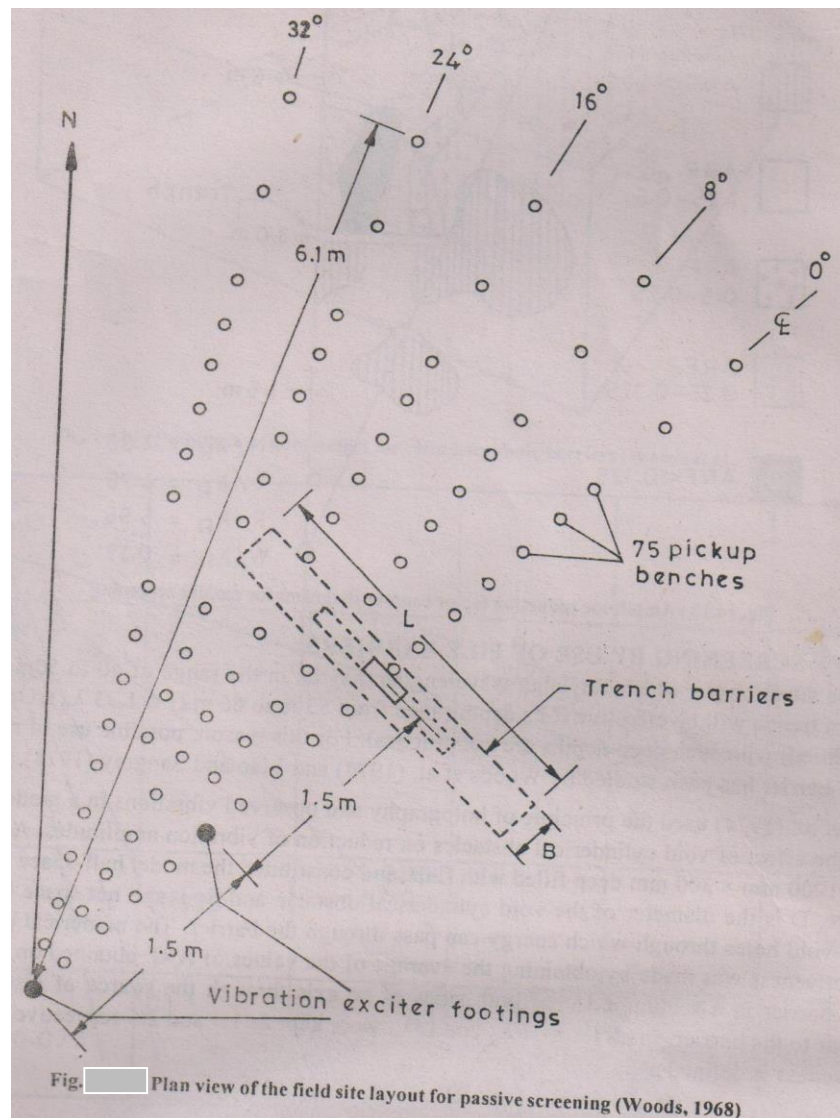 32°
24°
16°
8°
0°
N
6.1 m
℄
75 pickup
benches
L
Trench barriers
1.5m
B
1.5 m
Vibration exciter footings
Fig. Plan view of the field site layout for passive screening (Woods, 1968)